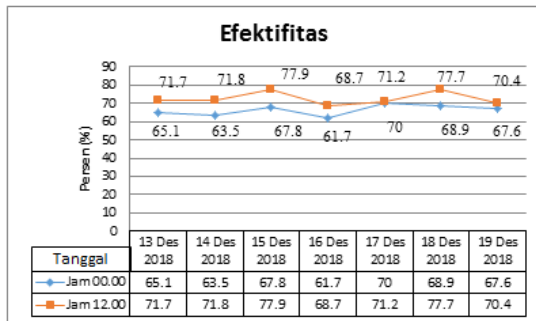 Efektifitas
90
80
70
60
50
40
30
20
10
0
Persen (%)
71.7 71.8 77.9 68.7 71.2 77.7 70.4
65.1 63.5 67.8 61.7 70 68.9 67.6
13 Des 14 Des 15 Des 16 Des 17 Des 18 Des 19 Des
Tanggal 2018 2018 2018 2018 2018 2018 2018
Jam 00.00 65.1 63.5 67.8 61.7 70 68.9 67.6
Jam 12.00 71.7 71.8 77.9 68.7 71.2 77.7 70.4